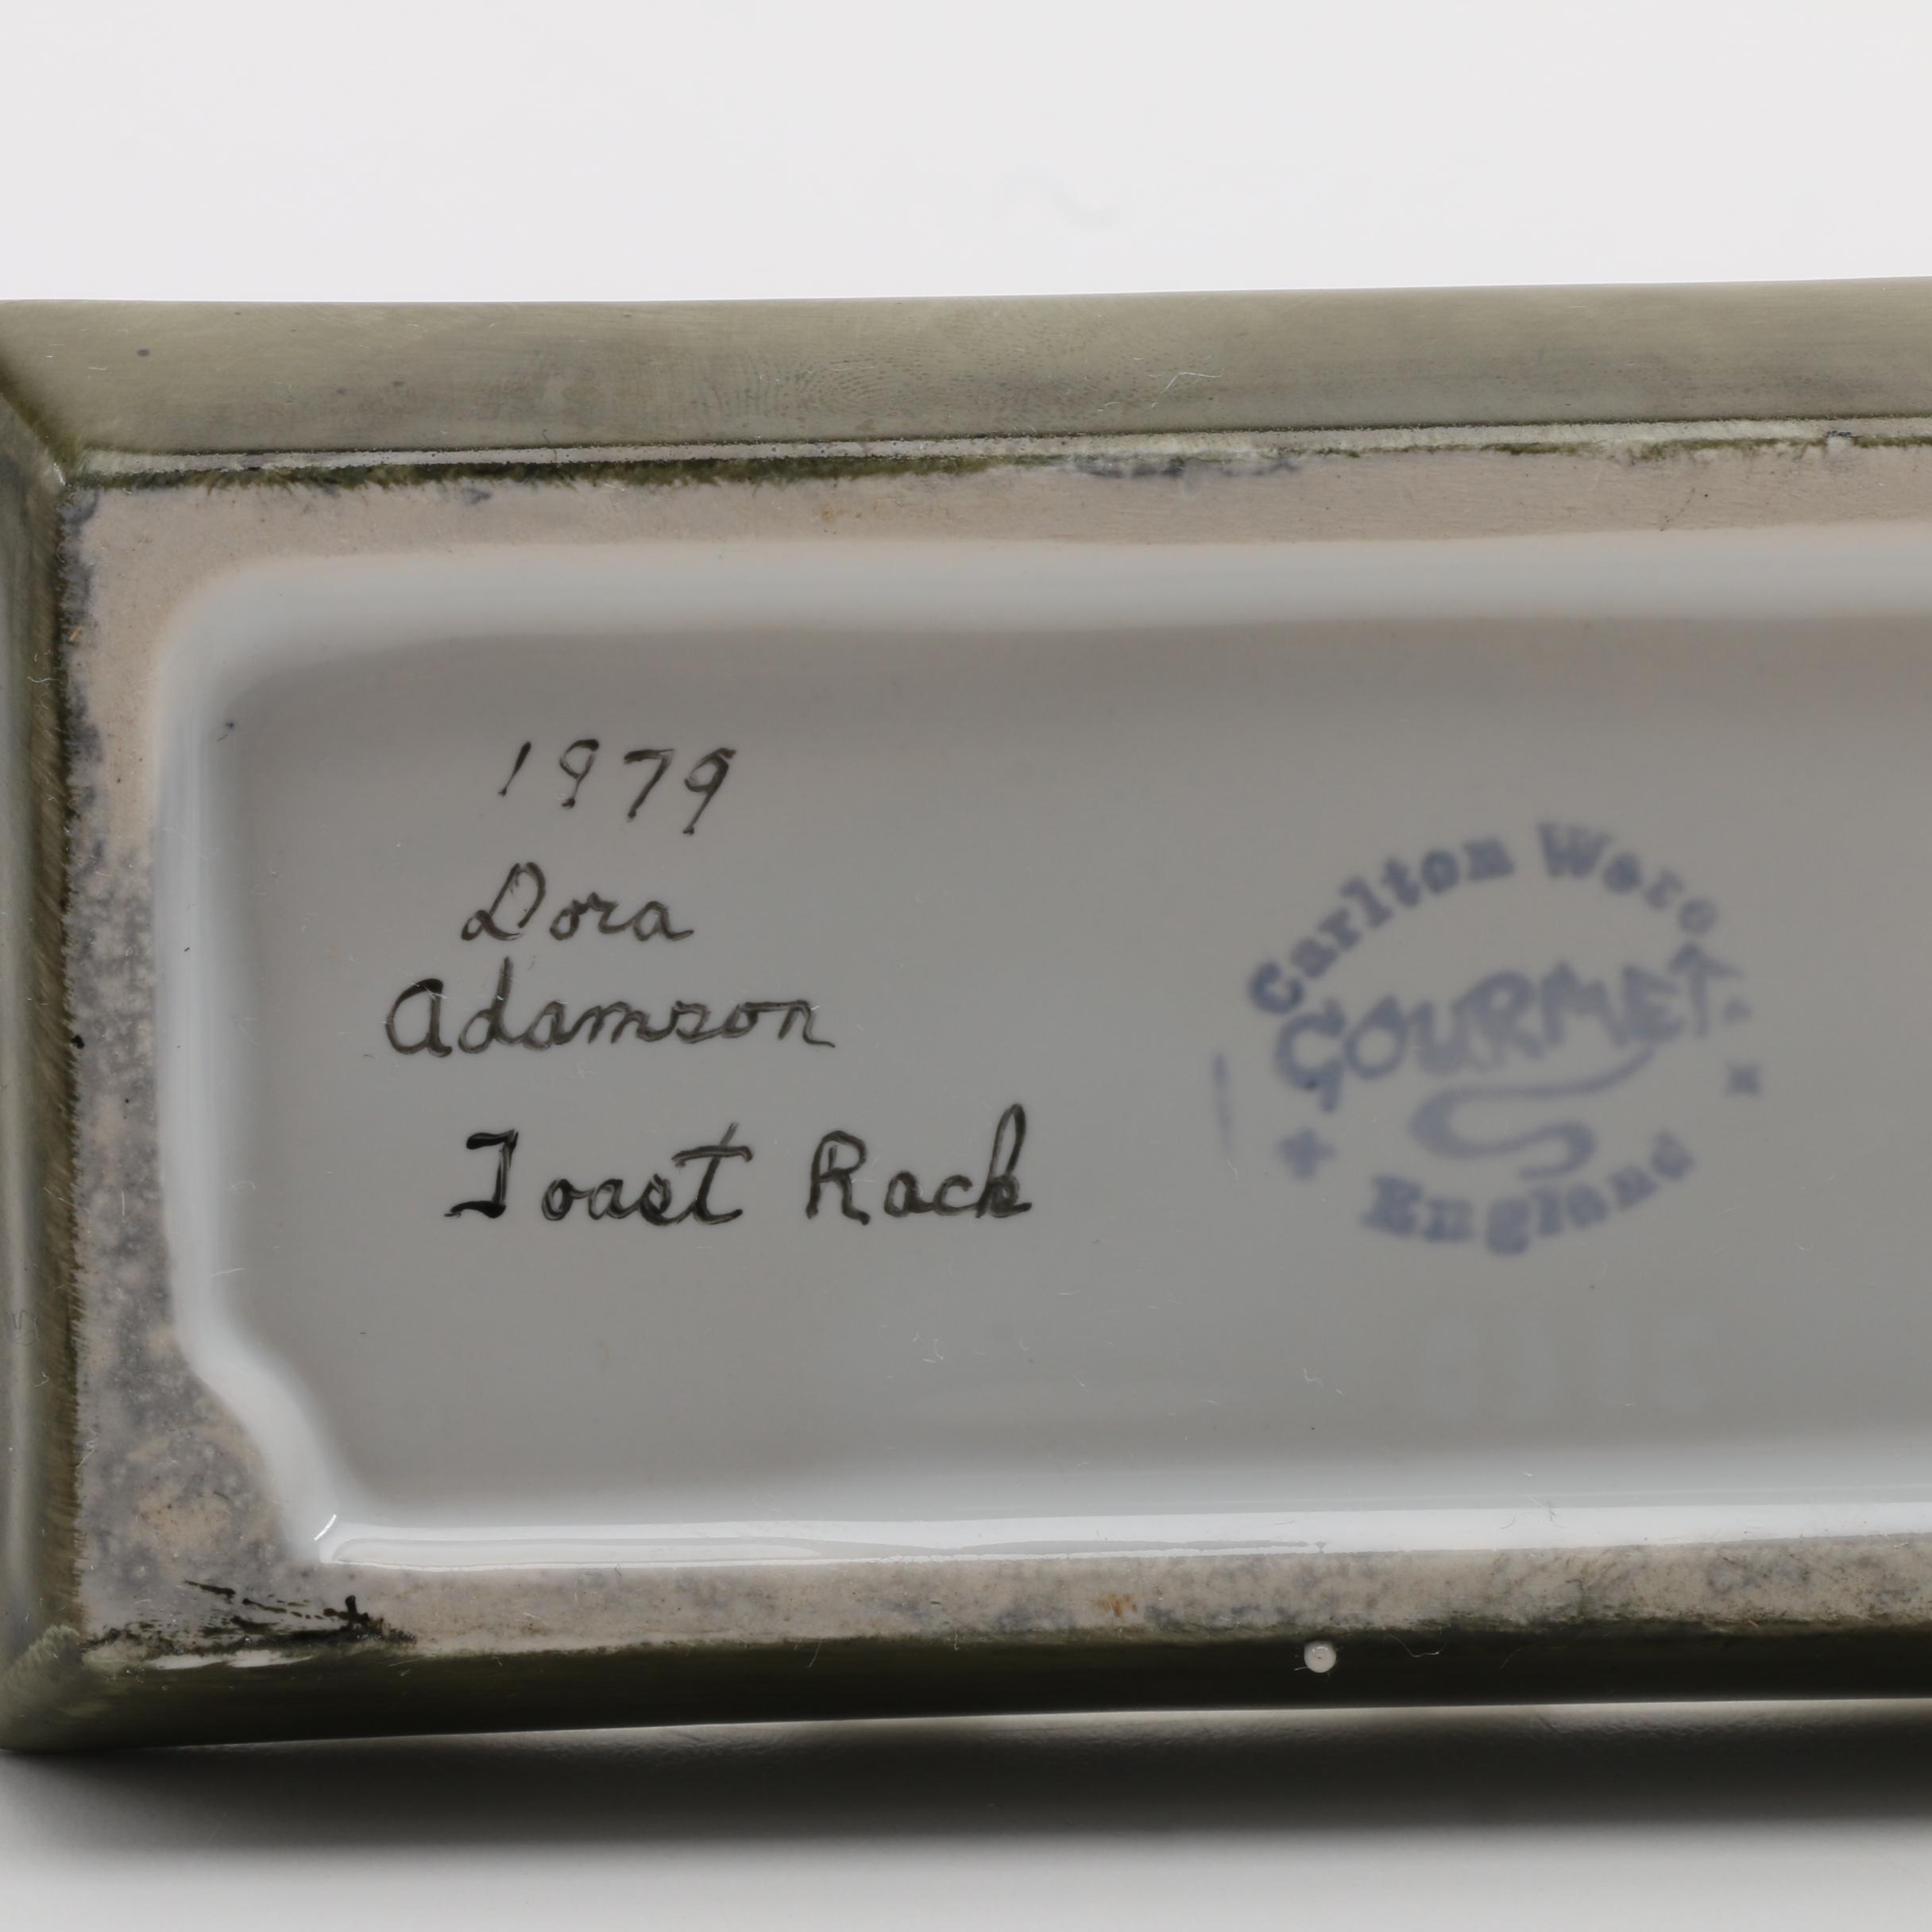 1979
Dora
Adamson
Toast Rack
Carlton Ware
GOURMET
England